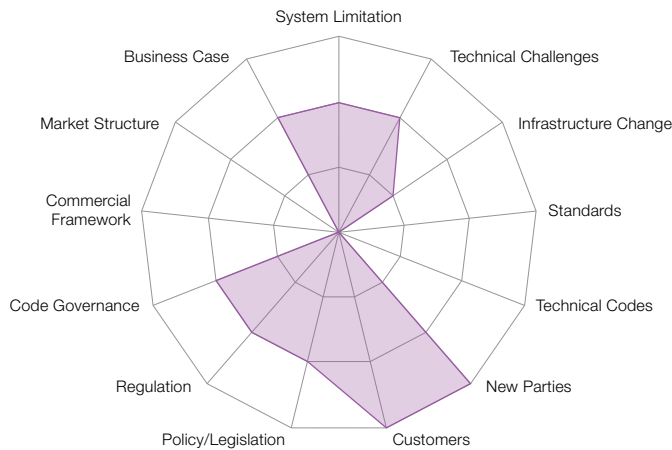 System Limitation
Business Case
Technical Challenges
Market Structure
Infrastructure Change
Commercial
Framework
Standards
Code Governance
Technical Codes
Regulation
New Parties
Policy/Legislation
Customers